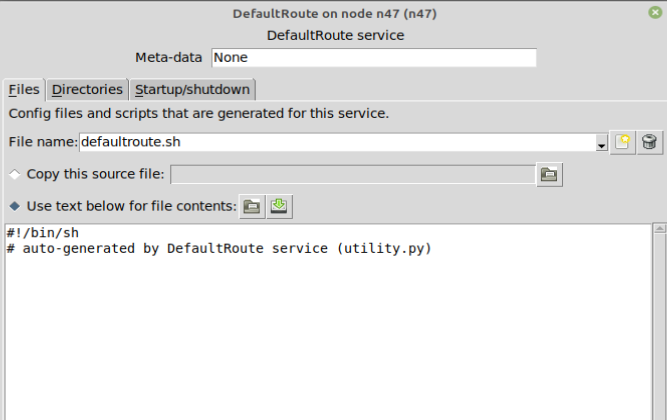 DefaultRoute on node n47 (n47)
DefaultRoute service
Meta-data None
Files Directories Startup/shutdown
Config files and scripts that are generated for this service.
File name: defaultroute.sh
Copy this source file:
Use text below for file contents:
#!/bin/sh
# auto-generated by DefaultRoute service (utility.py)